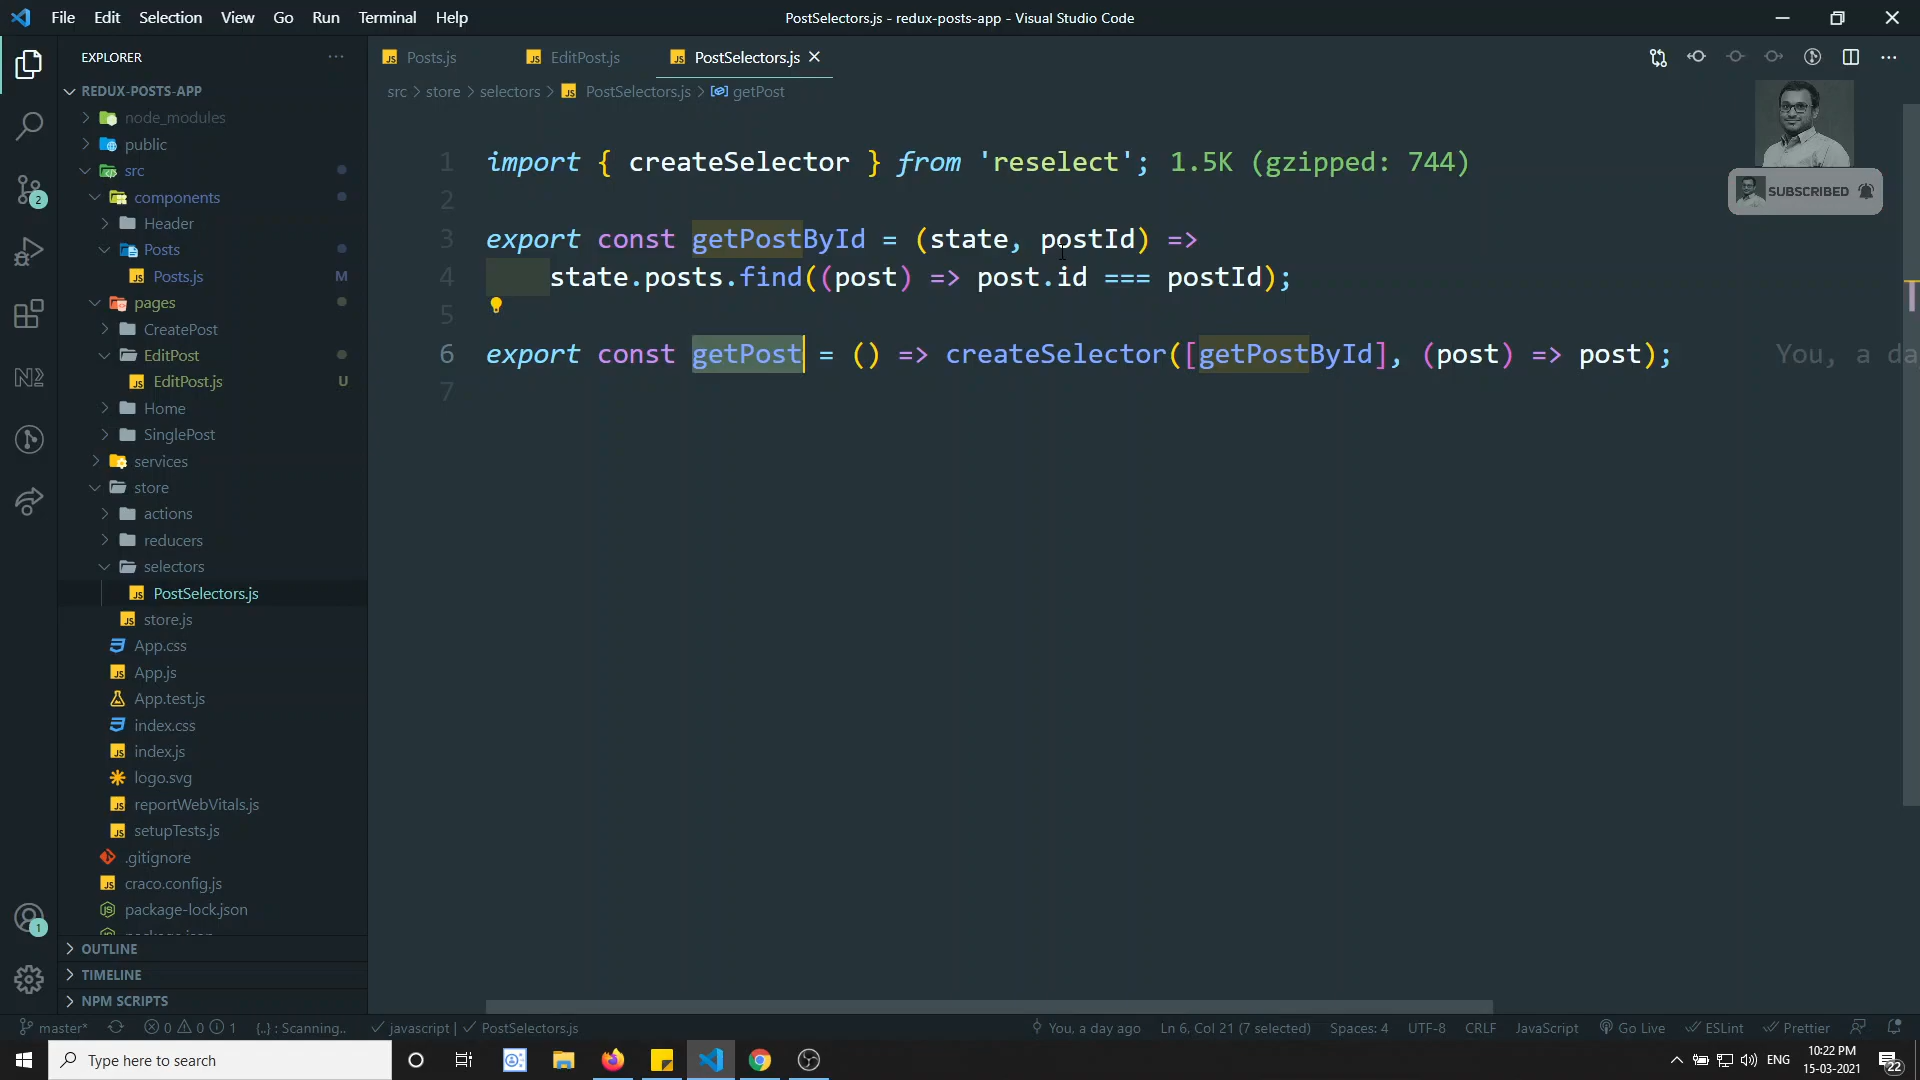 File Edit Selection View Go Run Terminal Help
PostSelectors.js - redux-posts-app - Visual Studio Code
EXPLORER
REDUX-POSTS-APP
node_modules
public
src
components
Header
Posts
Posts.js M
pages
CreatePost
EditPost
EditPost.js U
Home
SinglePost
services
store
actions
reducers
selectors
PostSelectors.js
store.js
App.css
App.js
App.test.js
index.css
index.js
logo.svg
reportWebVitals.js
setupTests.js
.gitignore
craco.config.js
package-lock.json
OUTLINE
TIMELINE
NPM SCRIPTS
Posts.js EditPost.js PostSelectors.js
src > store > selectors > PostSelectors.js > getPost
SUBSCRIBED
1 import { createSelector } from 'reselect'; 1.5K (gzipped: 744)
2
3 export const getPostById = (state, postId) =>
4 state.posts.find((post) => post.id === postId);
5
6 export const getPost = () => createSelector([getPostById], (post) => post); You, a da
7
master* 0 0 1 {..} : Scanning.. javascript | PostSelectors.js You, a day ago Ln 6, Col 21 (7 selected) Spaces: 4 UTF-8 CRLF JavaScript Go Live ESLint Prettier
Type here to search
ENG
10:22 PM
15-03-2021
22
2
1